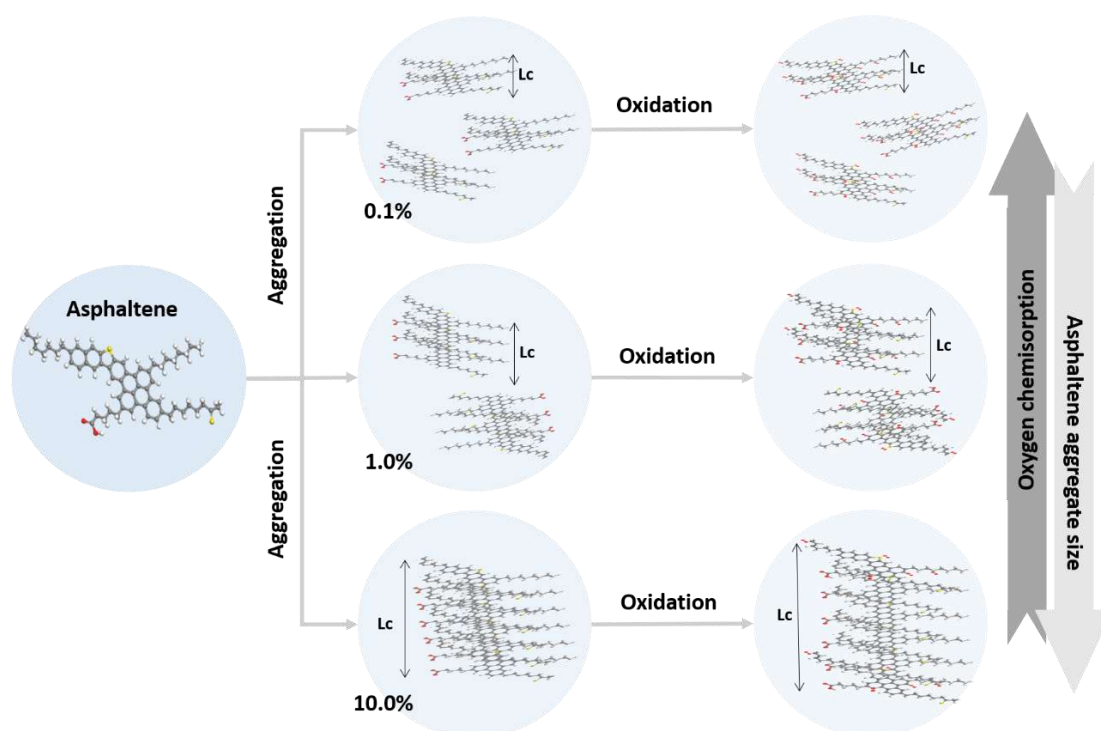 Lc
Oxidation
Lc
0.1%
Aggregation
Asphaltene
Lc
Oxidation
Lc
1.0%
Aggregation
Lc
Oxidation
Lc
10.0%
Oxygen chemisorption
Asphaltene aggregate size